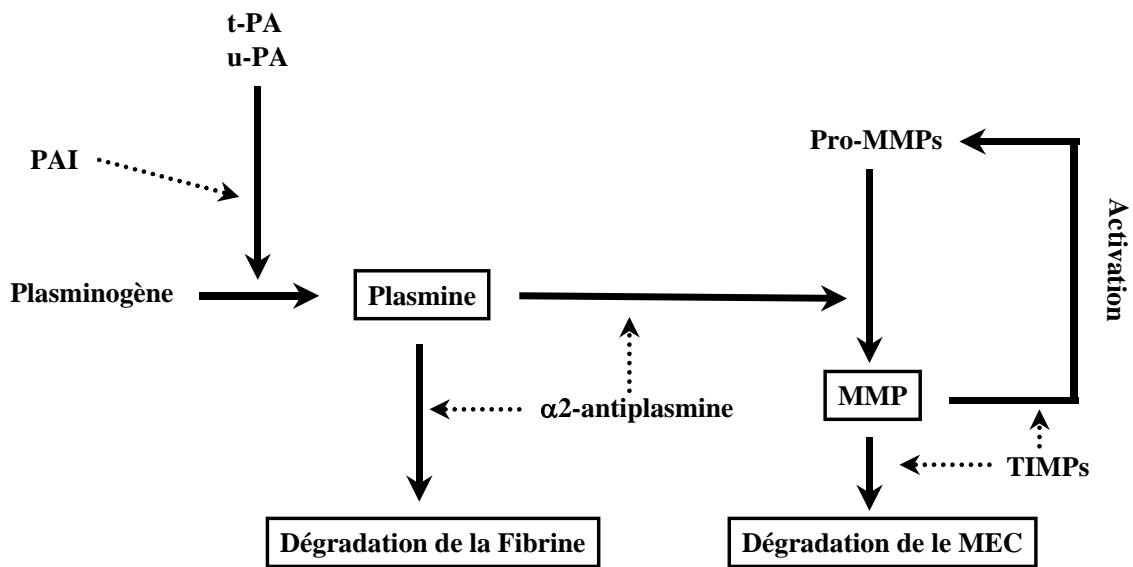 t-PA
u-PA
PAI
Pro-MMPs
Activation
Plasminogène
Plasmine
α2-antiplasmine
MMP
TIMPs
Dégradation de la Fibrine
Dégradation de le MEC